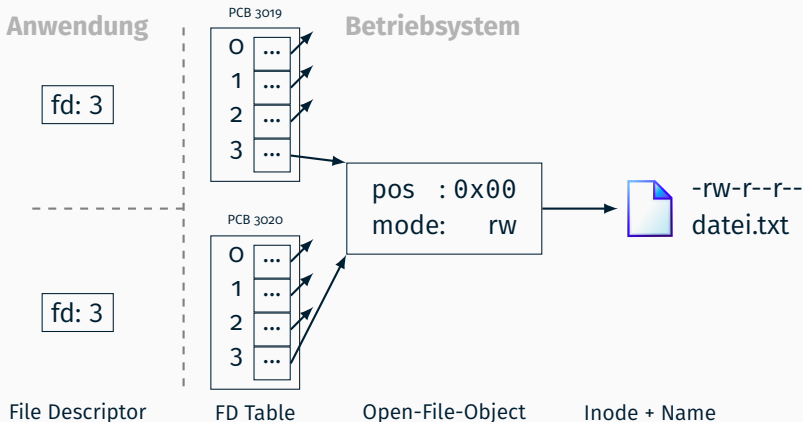 Anwendung
Betriebsystem
PCB 3019
fd: 3
0 ...
1 ...
2 ...
3 ...
pos : 0x00
mode: rw
-rw-r--r--
datei.txt
PCB 3020
fd: 3
0 ...
1 ...
2 ...
3 ...
File Descriptor
FD Table
Open-File-Object
Inode + Name